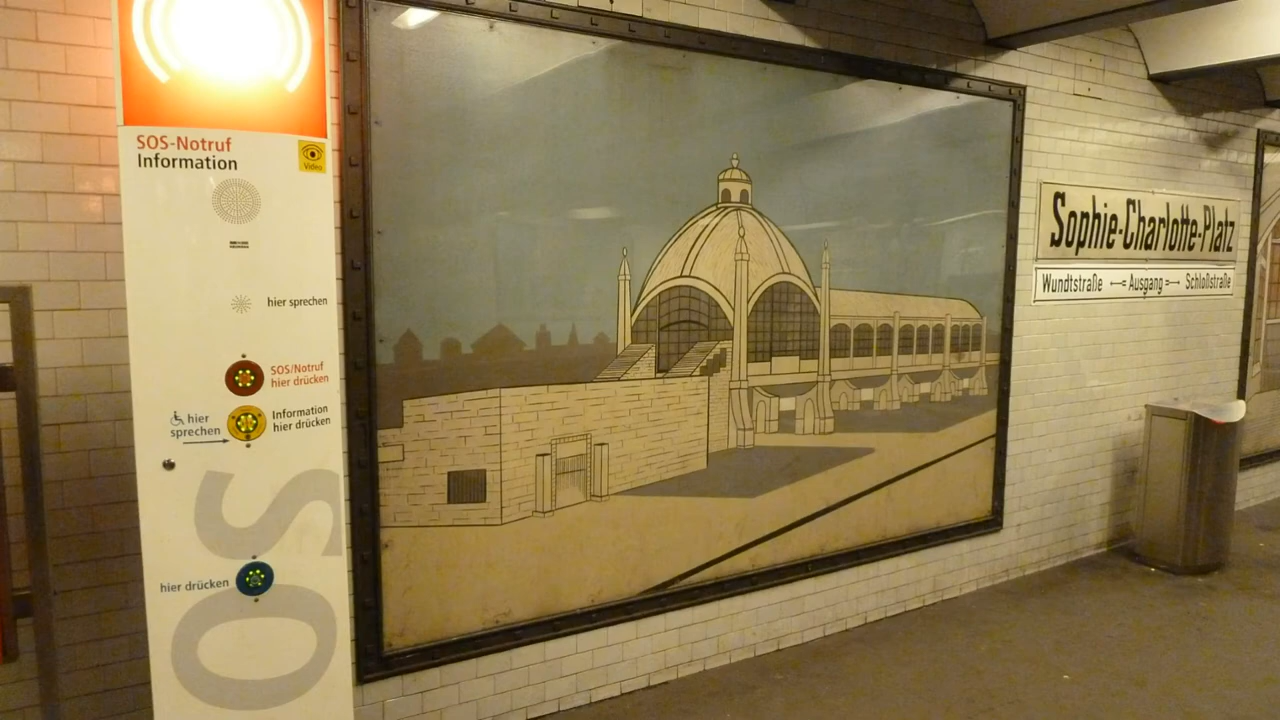 SOS-Notruf
Information
Video
hier sprechen
SOS/Notruf
hier drücken
hier
sprechen
Information
hier drücken
hier drücken
SOS
Sophie-Charlotte-Platz
Wundtstraße ⟵ Ausgang ⟶ Schloßstraße